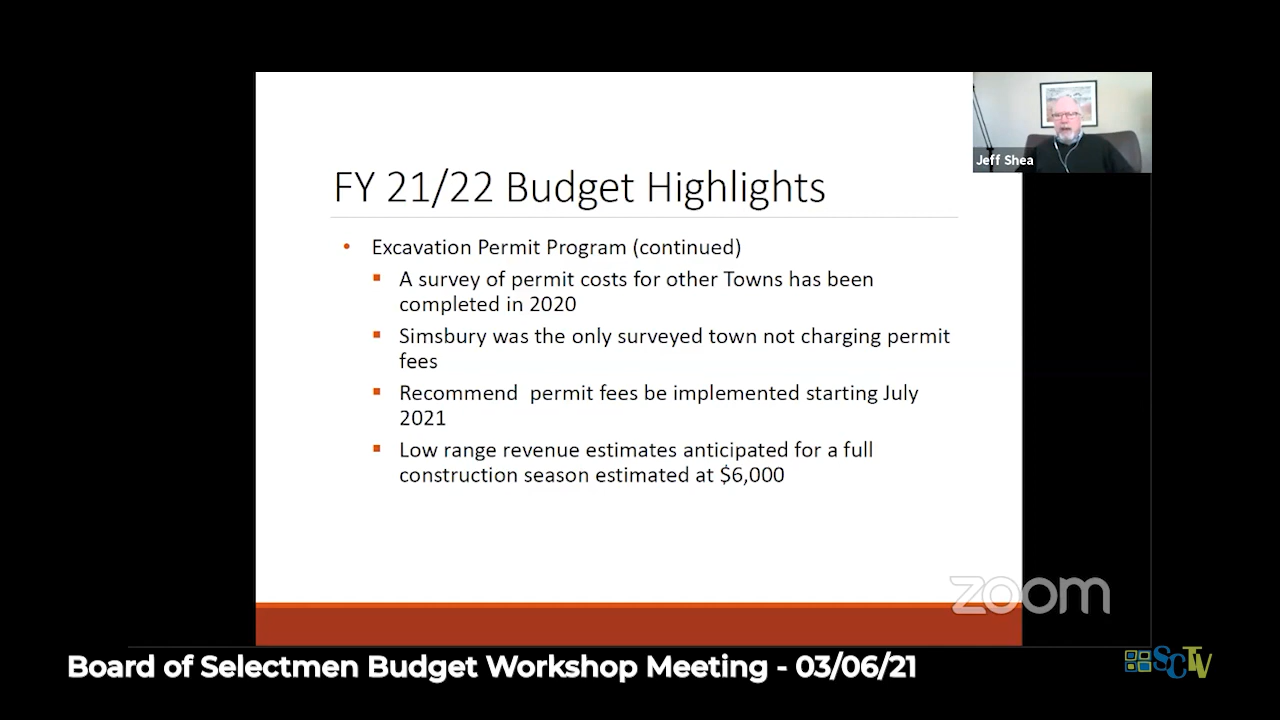 Jeff Shea
FY 21/22 Budget Highlights
• Excavation Permit Program (continued)
▪ A survey of permit costs for other Towns has been
completed in 2020
▪ Simsbury was the only surveyed town not charging permit
fees
▪ Recommend  permit fees be implemented starting July
2021
▪ Low range revenue estimates anticipated for a full
construction season estimated at $6,000
zoom
Board of Selectmen Budget Workshop Meeting - 03/06/21
SCTV